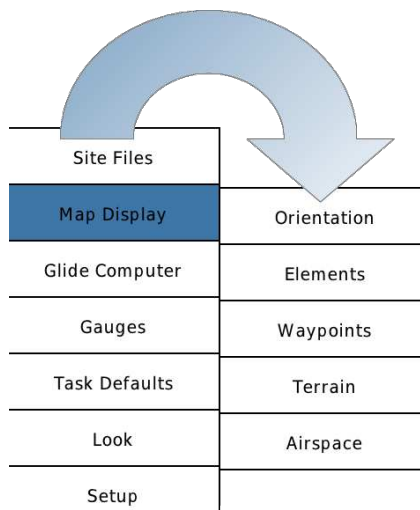 Site Files
Map Display
Glide Computer
Gauges
Task Defaults
Look
Setup
Orientation
Elements
Waypoints
Terrain
Airspace